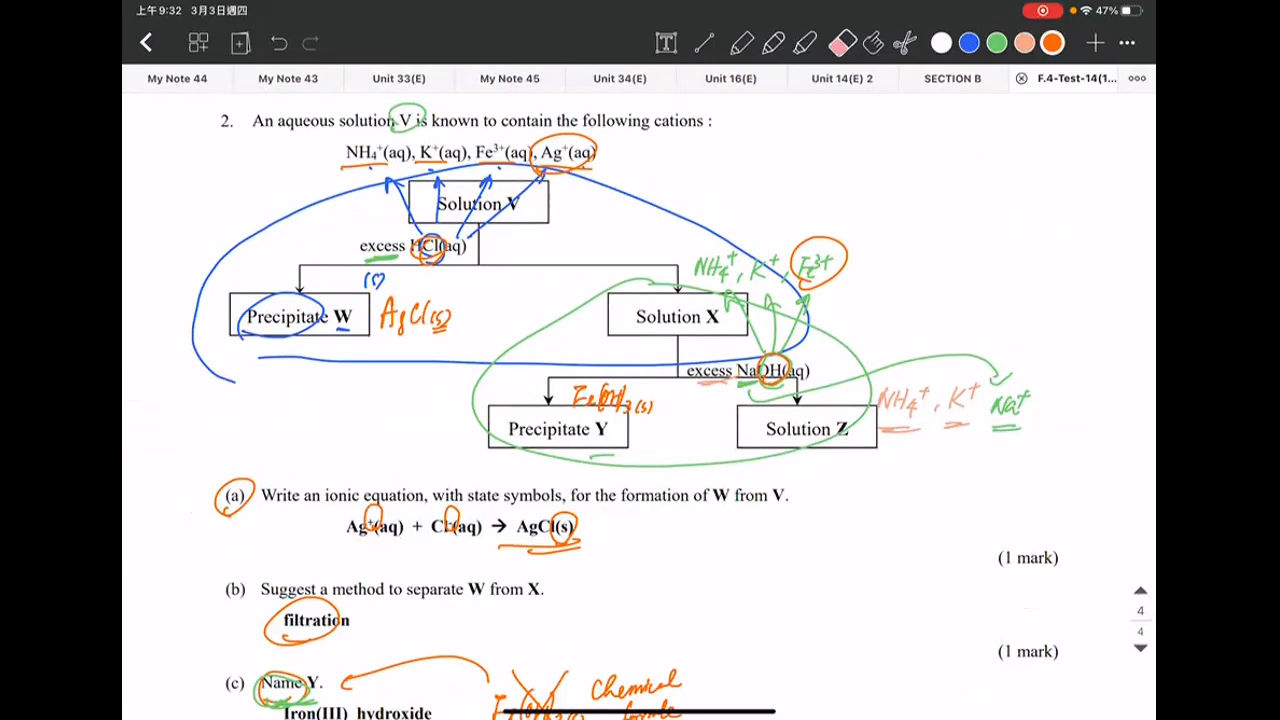 上午9:32 3月3日週四
47%
My Note 44 My Note 43 Unit 33(E) My Note 45 Unit 34(E) Unit 16(E) Unit 14(E) 2 SECTION B F.4-Test-14(1...
2. An aqueous solution V is known to contain the following cations :
NH₄⁺(aq), K⁺(aq), Fe³⁺(aq), Ag⁺(aq)
Solution V
excess HCl(aq)
NH₄⁺, K⁺, Fe³⁺
Precipitate W AgCl(s)
Solution X
excess NaOH(aq)
Fe(OH)₃(s)
NH₄⁺, K⁺ Na⁺
Precipitate Y
Solution Z
(a) Write an ionic equation, with state symbols, for the formation of W from V.
Ag⁺(aq) + Cl⁻(aq) → AgCl(s)
(1 mark)
(b) Suggest a method to separate W from X.
4
filtration
4
(1 mark)
(c) Name Y.
Chemical
Iron(III) hydroxide